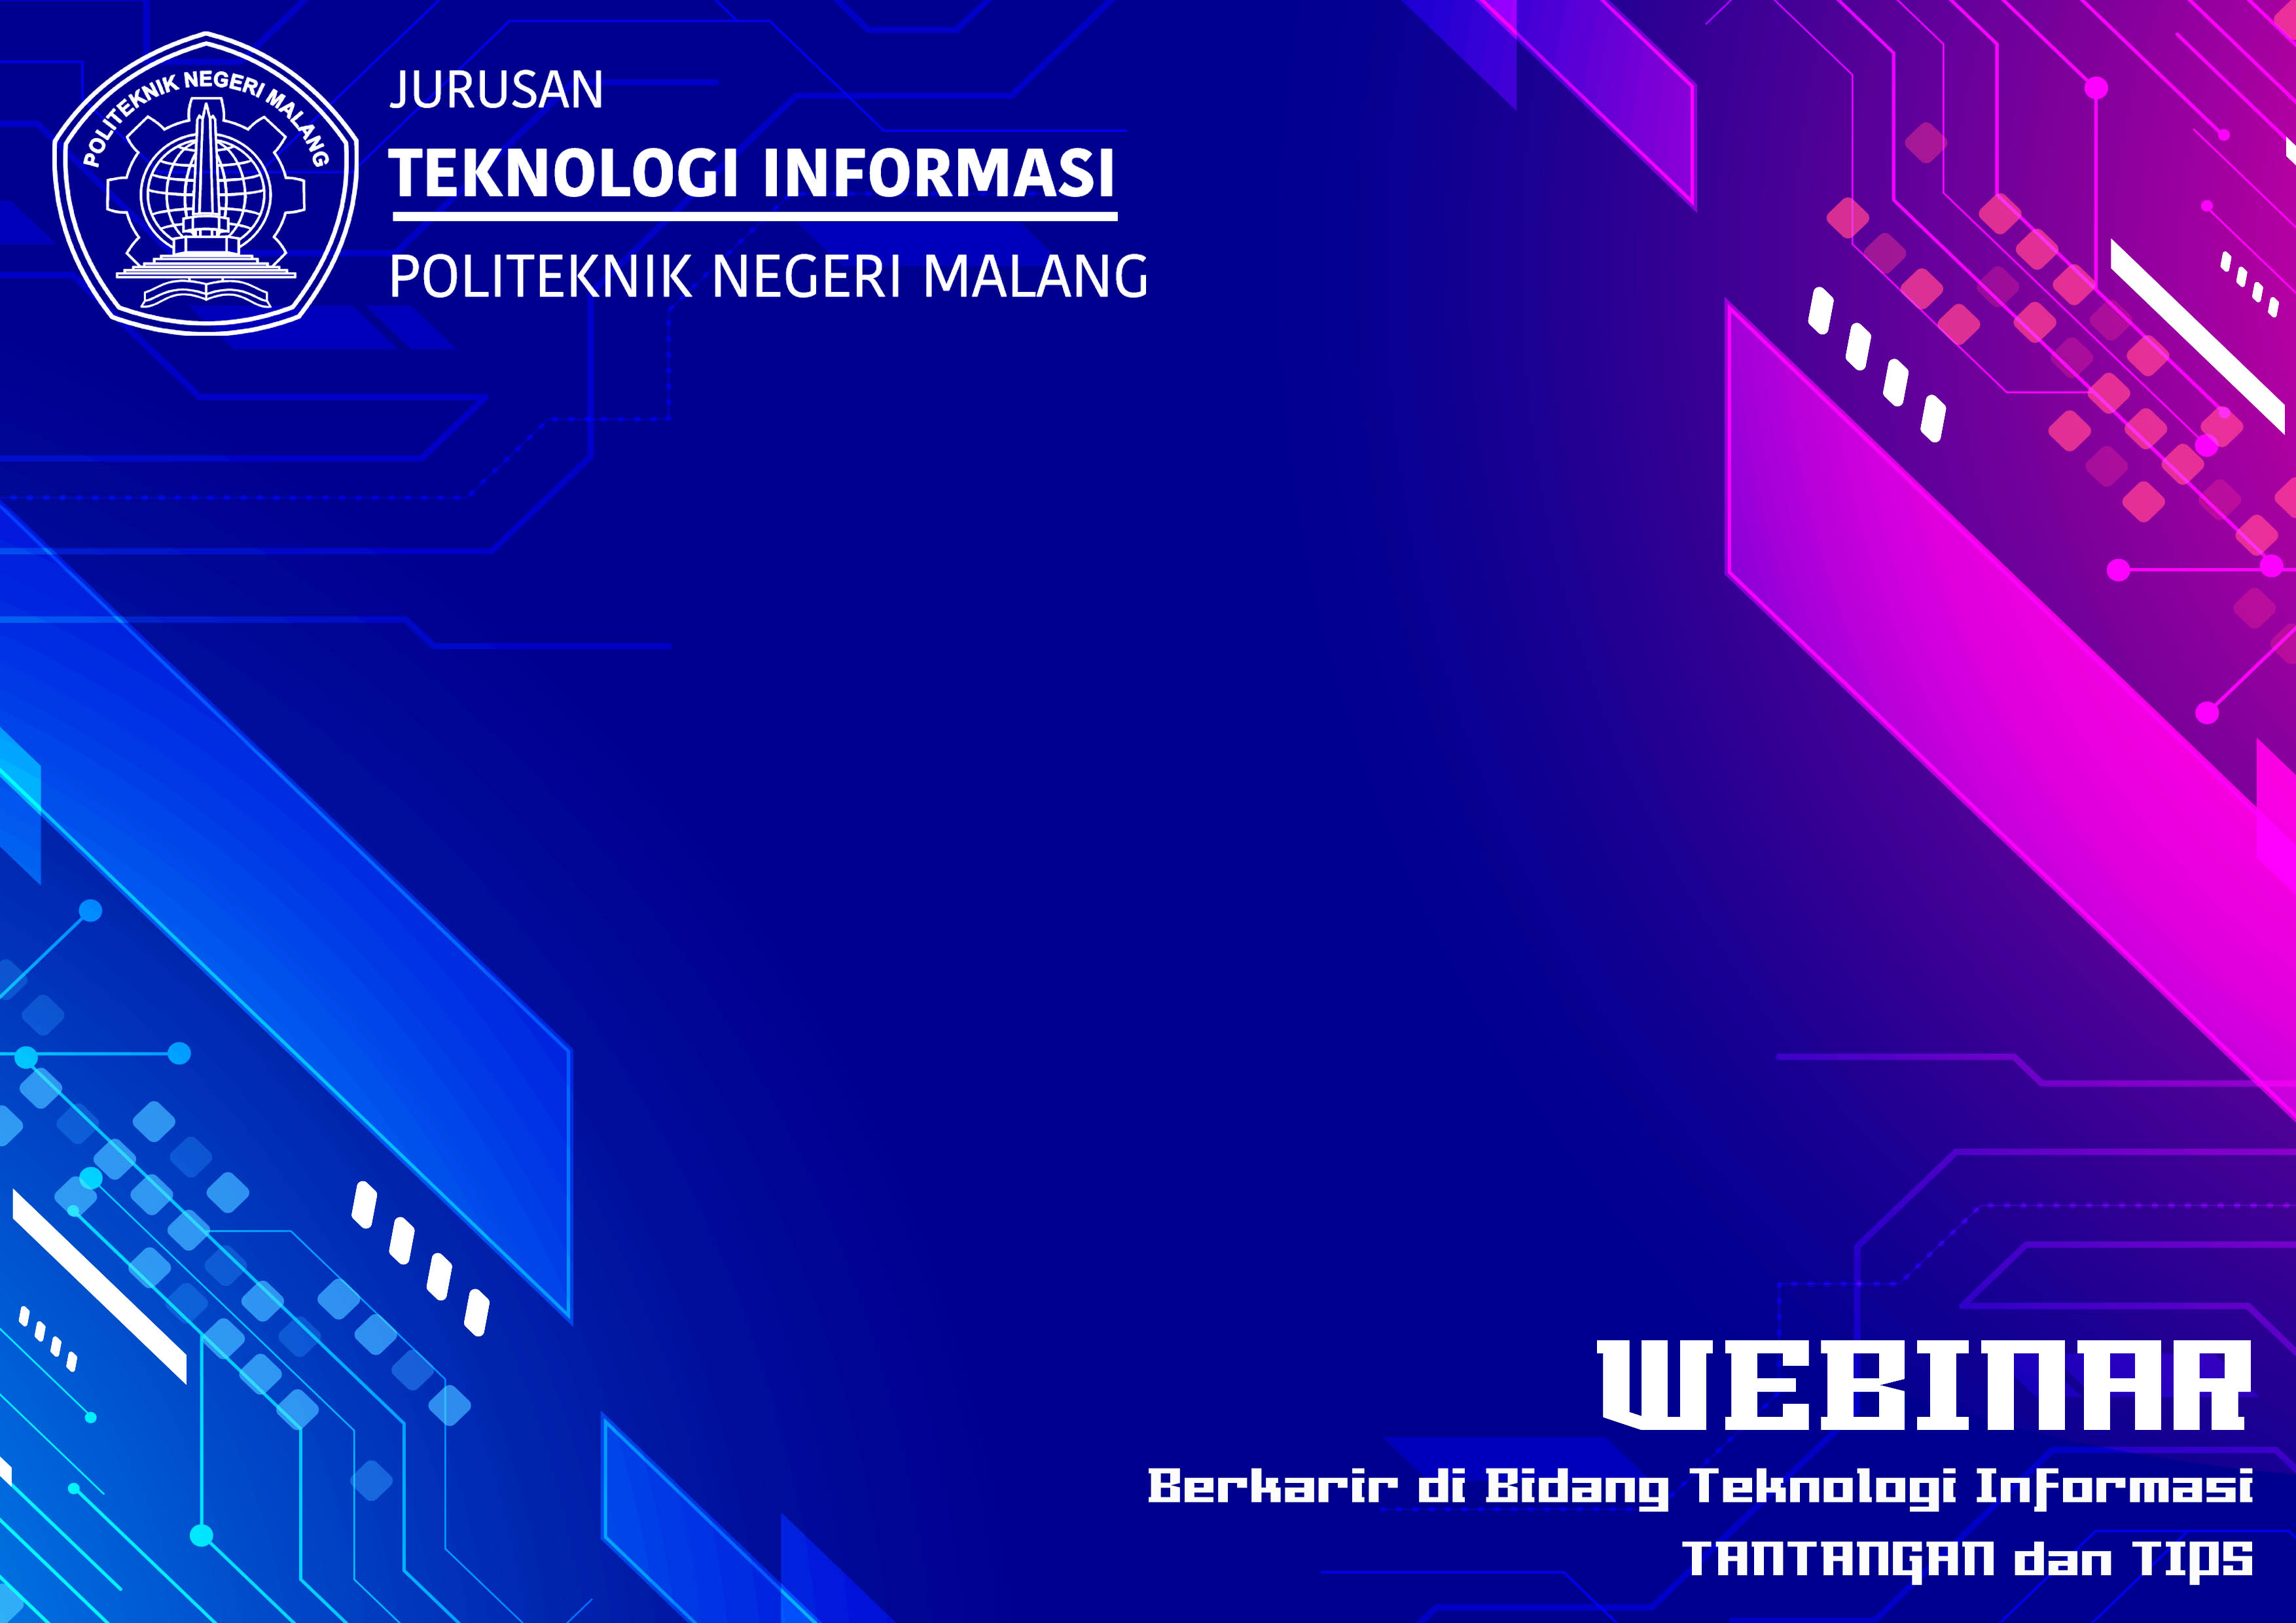 POLITEKNIK NEGERI MALANG
JURUSAN
TEKNOLOGI INFORMASI
POLITEKNIK NEGERI MALANG
WEBINAR
Berkarir di Bidang Teknologi Informasi
TANTANGAN dan TIPS